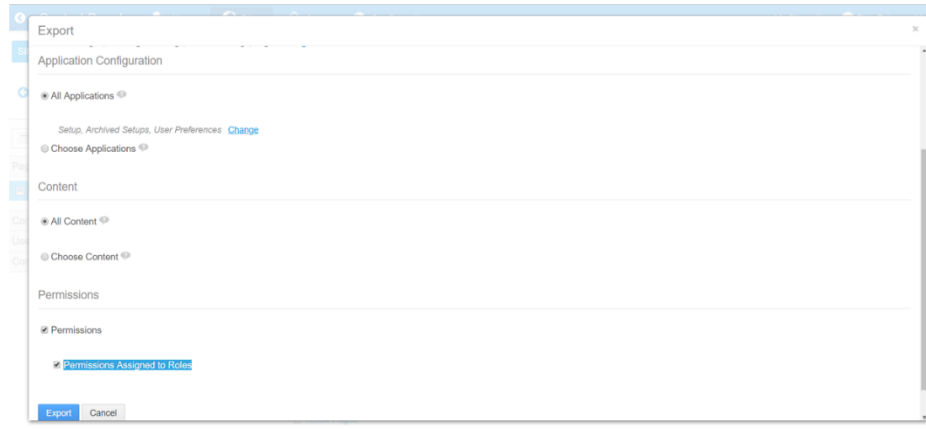 Export
Application Configuration
All Applications
Setup, Archived Setups, User Preferences Change
Choose Applications
Content
All Content
Choose Content
Permissions
Permissions
Permissions Assigned to Roles
Export Cancel